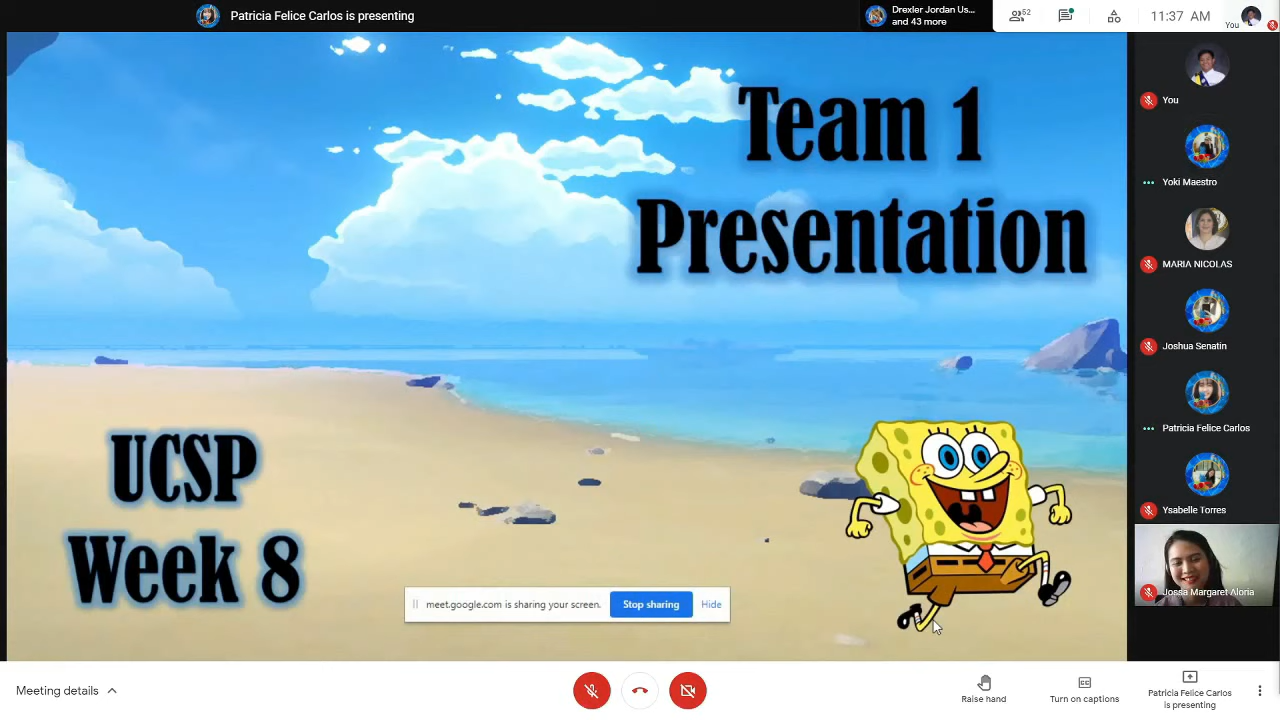 Patricia Felice Carlos is presenting
Drexler Jordan Us...
and 43 more
52
11:37 AM
You
Team 1
Presentation
UCSP
Week 8
meet.google.com is sharing your screen.
Stop sharing
Hide
You
Yoki Maestro
MARIA NICOLAS
Joshua Senatin
Patricia Felice Carlos
Ysabelle Torres
Jossa Margaret Aloria
Meeting details
Raise hand
Turn on captions
Patricia Felice Carlos
is presenting